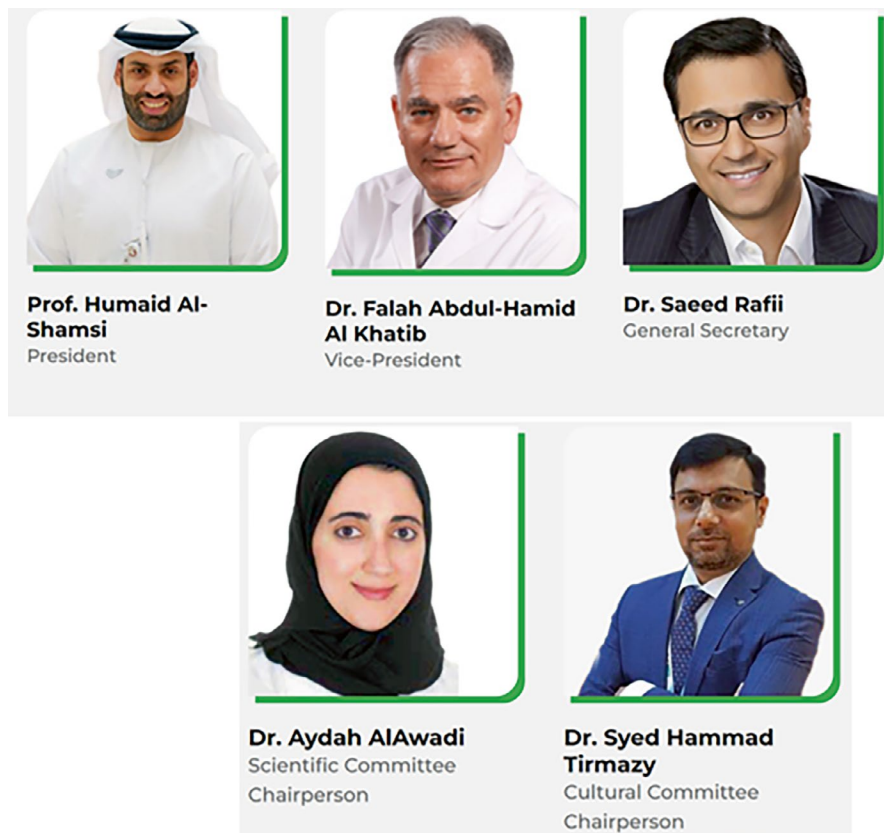 Prof. Humaid Al-
Shamsi
President
Dr. Falah Abdul-Hamid
Al Khatib
Vice-President
Dr. Saeed Rafii
General Secretary
Dr. Aydah AlAwadi
Scientific Committee
Chairperson
Dr. Syed Hammad
Tirmazy
Cultural Committee
Chairperson